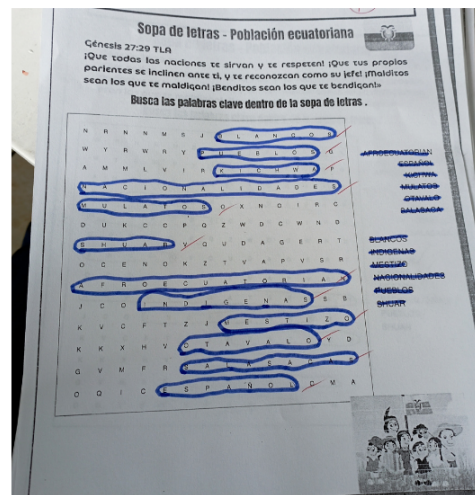 Sopa de letras - Población ecuatoriana
Génesis 27:29 TLA
¡Que todas las naciones te sirvan y te respeten! ¡Que tus propios
parientes se inclinen ante ti, y te reconozcan como su jefe! ¡Malditos
sean los que te maldigan! ¡Benditos sean los que te bendigan!»
Busca las palabras clave dentro de la sopa de letras .
N R N N M S J B L A N C O S
W Y R W R Y P U E B L O S
A M M L V I R K I C H W A F
N A C I O N A L I D A D E S
M U L A T O S O X N O I R C
D U K C C P Q Z W D C W N D
S H U A R V Q U D A G E R T
O C E N D K Z T V A P V S R
A F R O E C U A T O R I A N
J C O I N D I G E N A S S S
K V C F T Z J M E S T I Z O
K K X H V O T A V A L O Y D
G V M F R S A L A S A C A
O Q I C E S P A Ñ O L D M A
AFROECUATORIAN
ESPAÑOL
KICHWA
MULATOS
OTAVALO
SALASACA
BLANCOS
INDIGENAS
MESTIZO
NACIONALIDADES
PUEBLOS
SHUAR